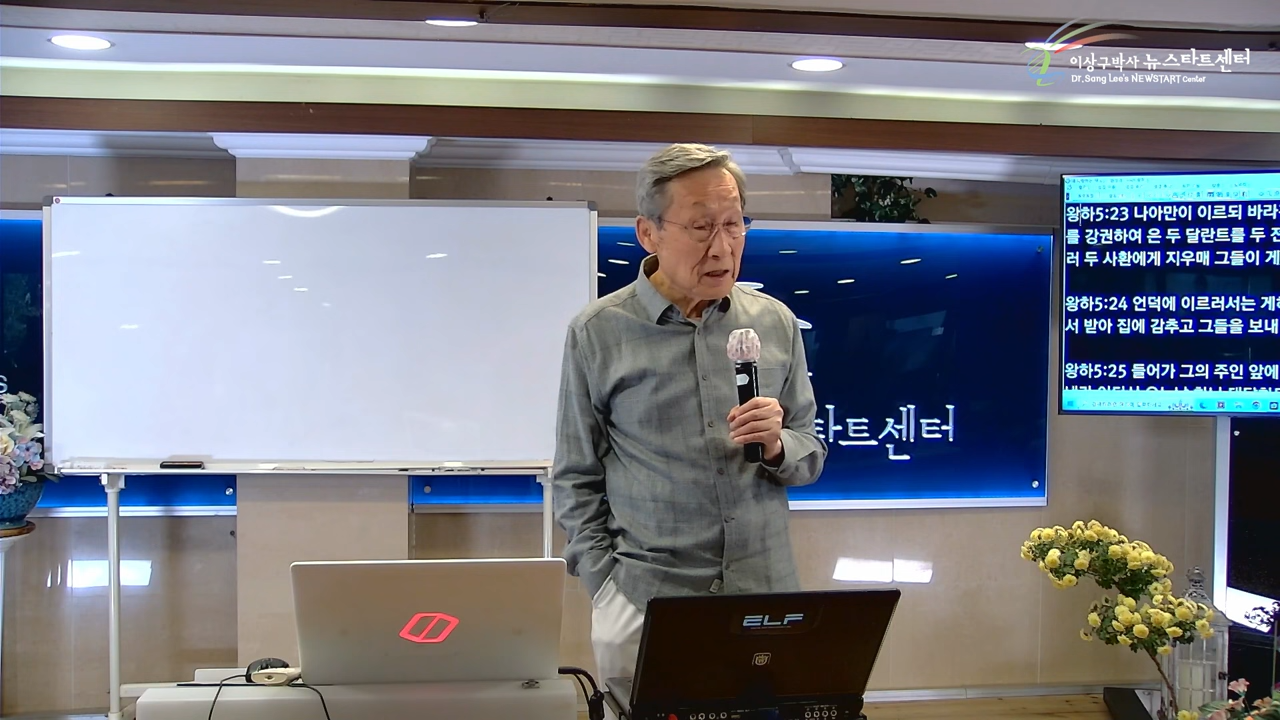 이상구박사 뉴스타트센터
Dr.Sang Lee's NEWSTART Center
왕하5:23 나아만이 이르되 바라
를 강권하여 은 두 달란트를 두 전
러 두 사환에게 지우매 그들이 게
왕하5:24 언덕에 이르러서는 게하
서 받아 집에 감추고 그들을 보내
왕하5:25 들어가 그의 주인 앞에
타트센터
S
ELF